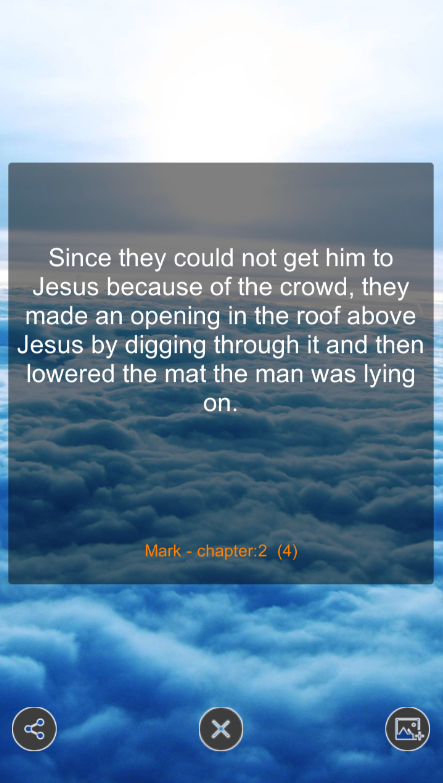 Since they could not get him to
Jesus because of the crowd, they
made an opening in the roof above
Jesus by digging through it and then
lowered the mat the man was lying
on.
Mark - chapter:2  (4)